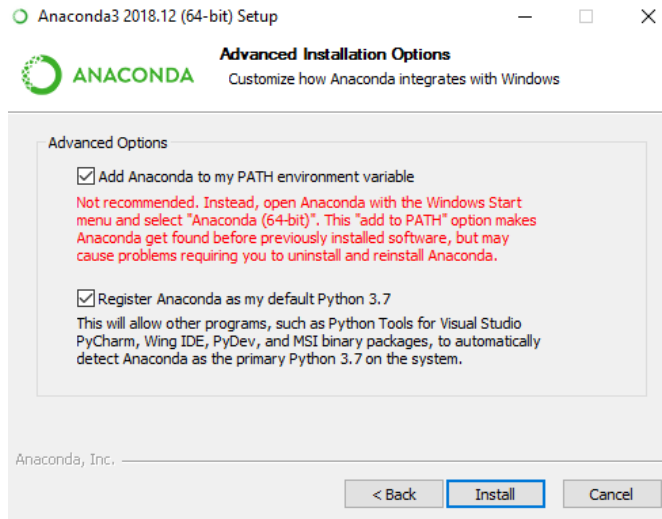 Anaconda3 2018.12 (64-bit) Setup
ANACONDA
Advanced Installation Options
Customize how Anaconda integrates with Windows
Advanced Options
Add Anaconda to my PATH environment variable
Not recommended. Instead, open Anaconda with the Windows Start
menu and select "Anaconda (64-bit)". This "add to PATH" option makes
Anaconda get found before previously installed software, but may
cause problems requiring you to uninstall and reinstall Anaconda.
Register Anaconda as my default Python 3.7
This will allow other programs, such as Python Tools for Visual Studio
PyCharm, Wing IDE, PyDev, and MSI binary packages, to automatically
detect Anaconda as the primary Python 3.7 on the system.
Anaconda, Inc.
< Back
Install
Cancel